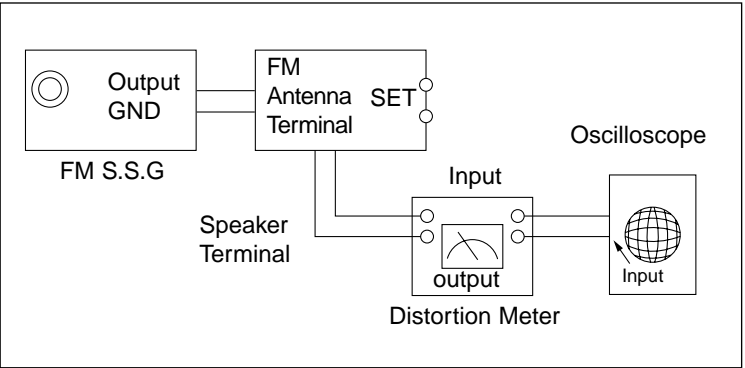 Output
GND
FM S.S.G
FM
Antenna
Terminal
SET
Speaker
Terminal
Input
output
Distortion Meter
Oscilloscope
Input